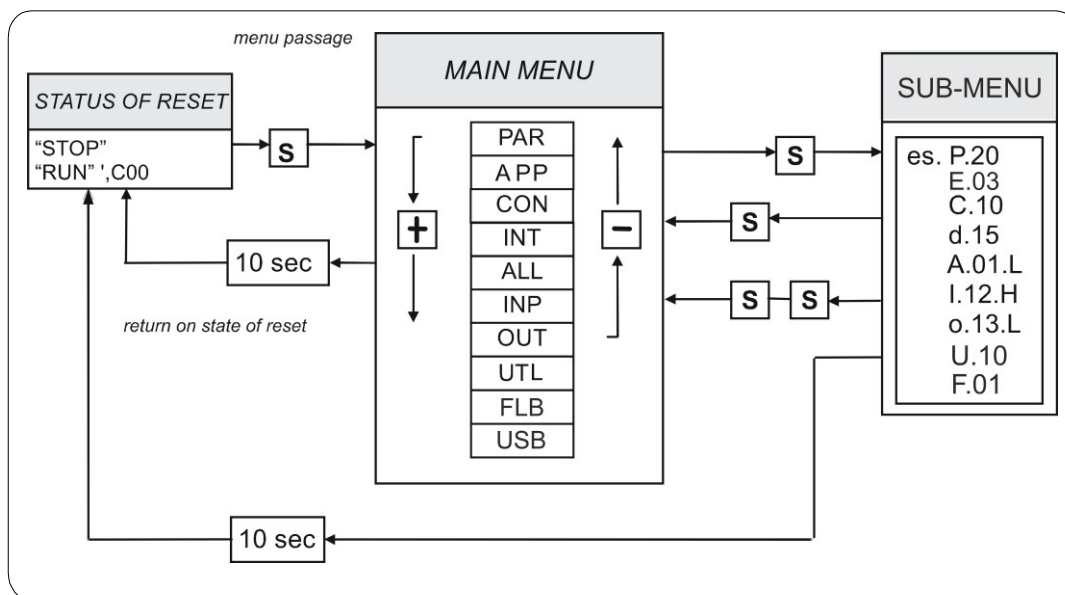 menu passage
STATUS OF RESET
"STOP"
"RUN" ',C00
S
10 sec
return on state of reset
MAIN MENU
+
PAR
APP
CON
INT
ALL
INP
OUT
UTL
FLB
USB
−
S
S
S S
SUB-MENU
es. P.20
E.03
C.10
d.15
A.01.L
I.12.H
o.13.L
U.10
F.01
10 sec